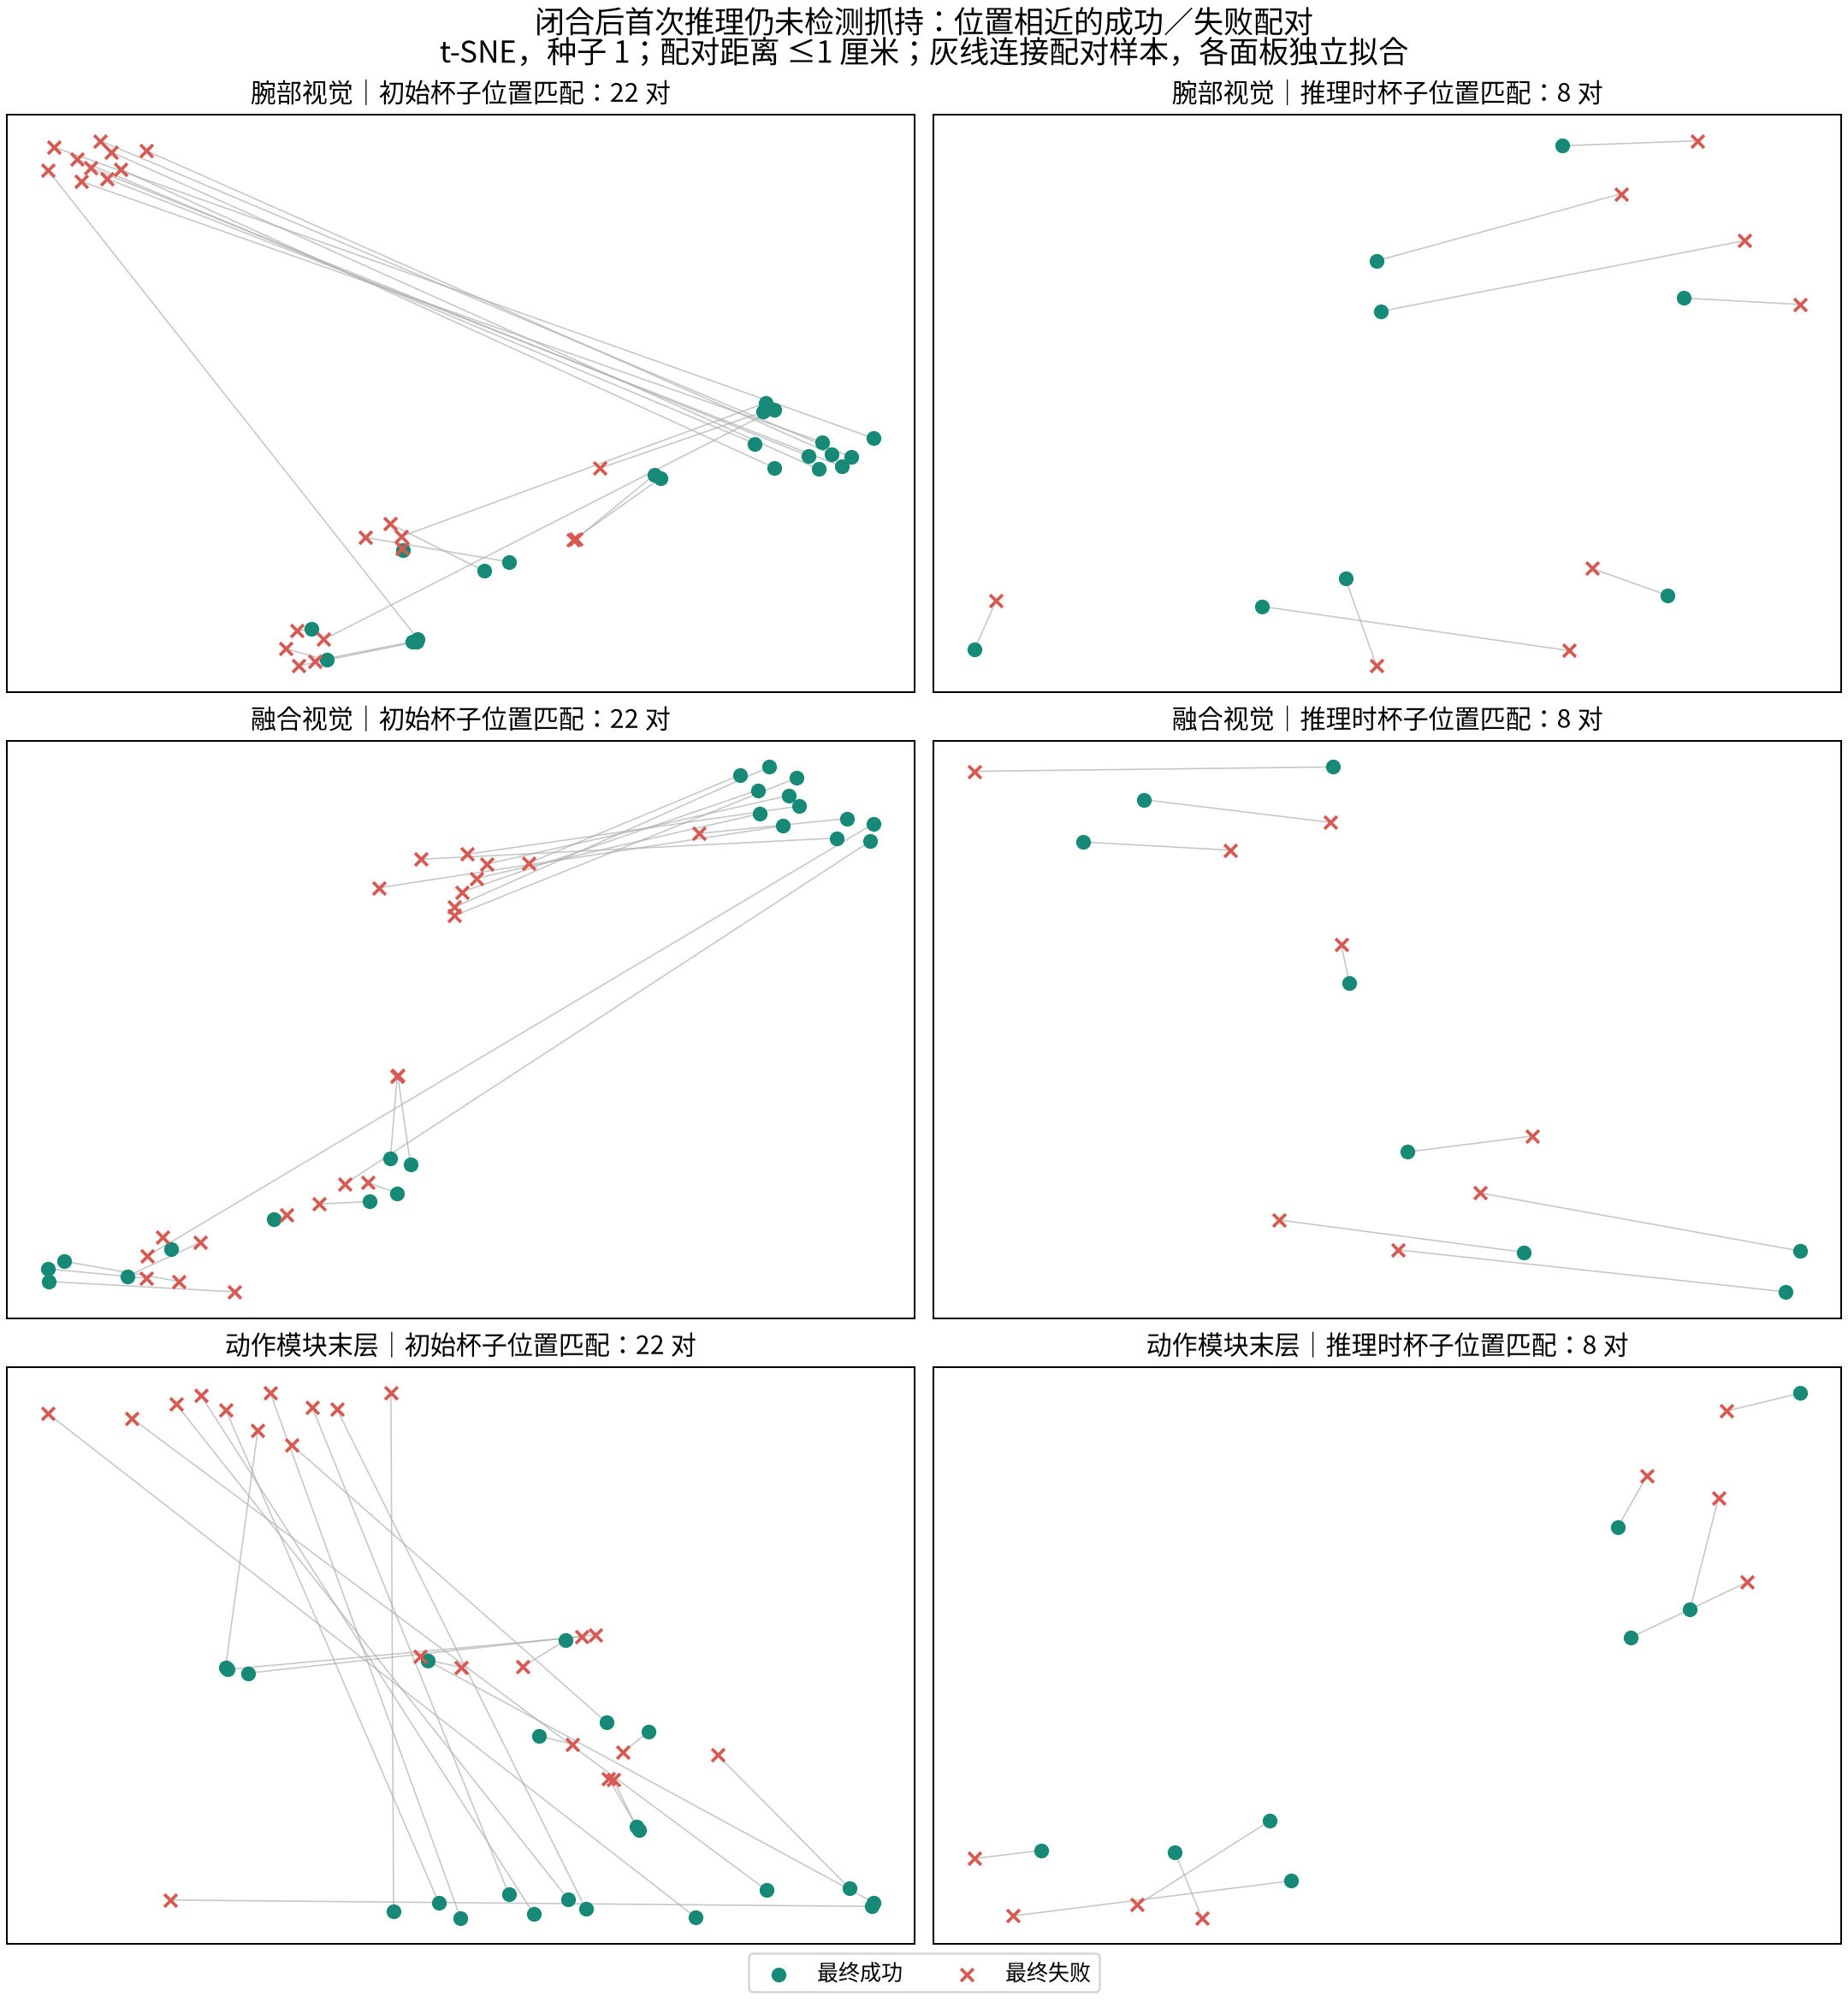 闭合后首次推理仍未检测抓持：位置相近的成功／失败配对
t-SNE，种子 1；配对距离 ≤1 厘米；灰线连接配对样本，各面板独立拟合
腕部视觉｜初始杯子位置匹配：22 对
腕部视觉｜推理时杯子位置匹配：8 对
融合视觉｜初始杯子位置匹配：22 对
融合视觉｜推理时杯子位置匹配：8 对
动作模块末层｜初始杯子位置匹配：22 对
动作模块末层｜推理时杯子位置匹配：8 对
最终成功
最终失败